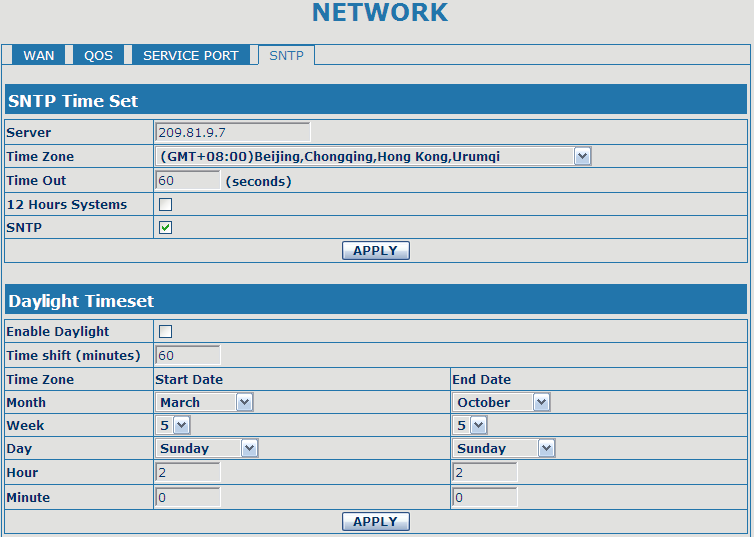 NETWORK
WAN QOS SERVICE PORT SNTP
SNTP Time Set
Server 209.81.9.7
Time Zone (GMT+08:00)Beijing,Chongqing,Hong Kong,Urumqi
Time Out 60 (seconds)
12 Hours Systems
SNTP
APPLY
Daylight Timeset
Enable Daylight
Time shift (minutes) 60
Time Zone Start Date End Date
Month March October
Week 5 5
Day Sunday Sunday
Hour 2 2
Minute 0 0
APPLY